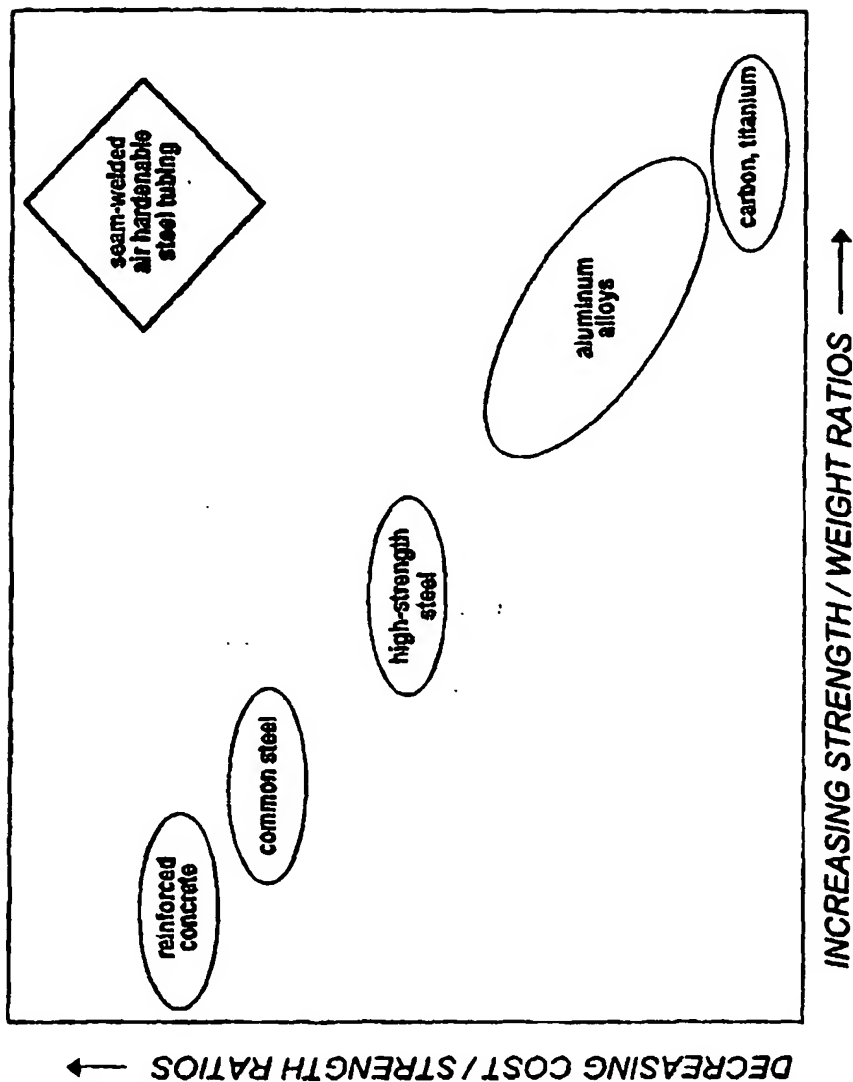 seam-welded
air hardenable
steel tubing
reinforced
concrete
common steel
high-strength
steel
aluminum
alloys
carbon, titanium
DECREASING COST / STRENGTH RATIOS
INCREASING STRENGTH / WEIGHT RATIOS